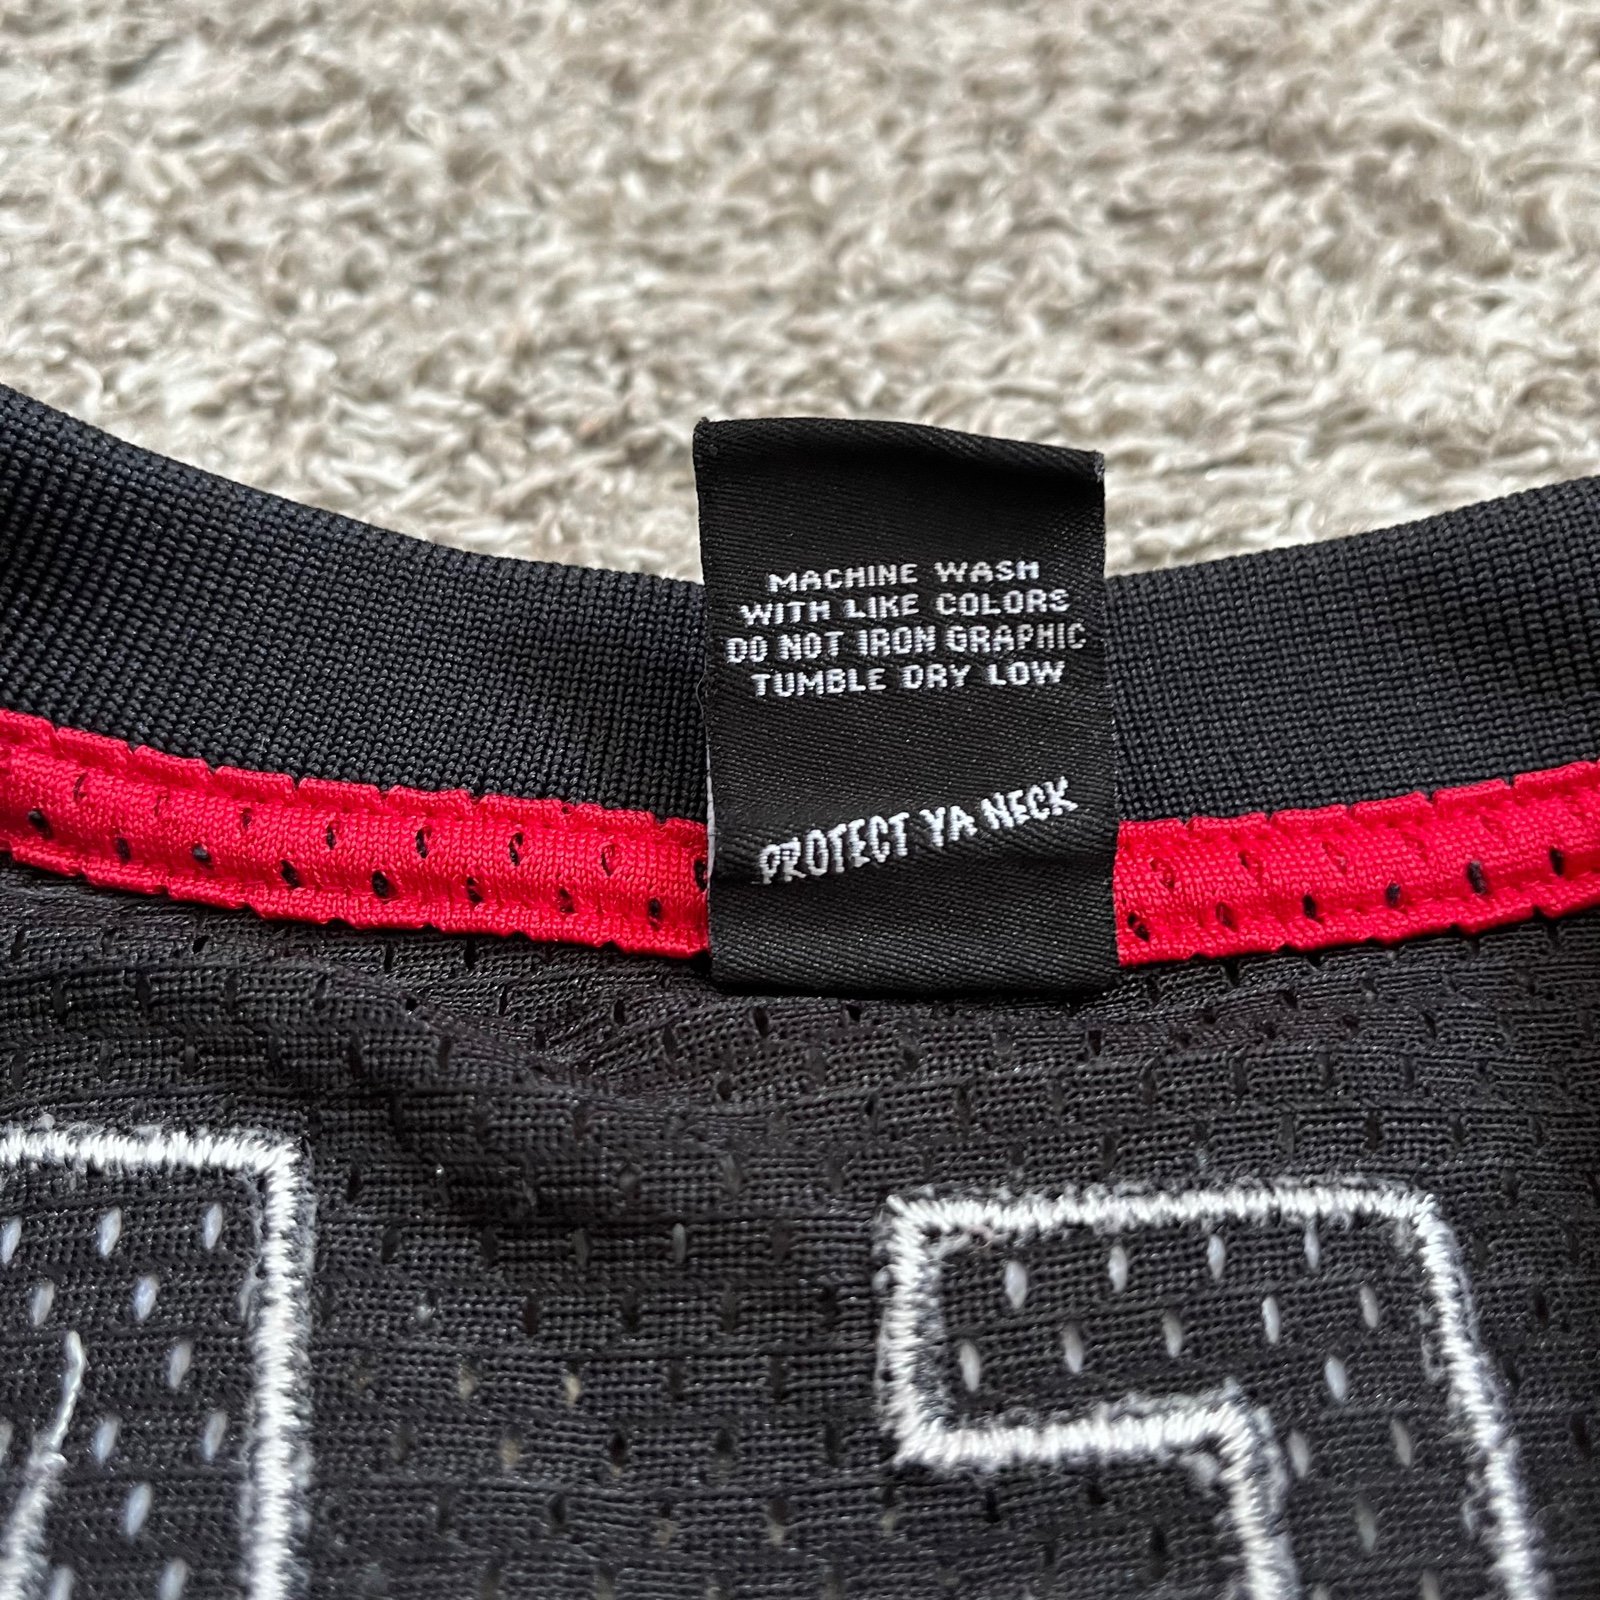 MACHINE WASH
WITH LIKE COLORS
DO NOT IRON GRAPHIC
TUMBLE DRY LOW
PROTECT YA NECK